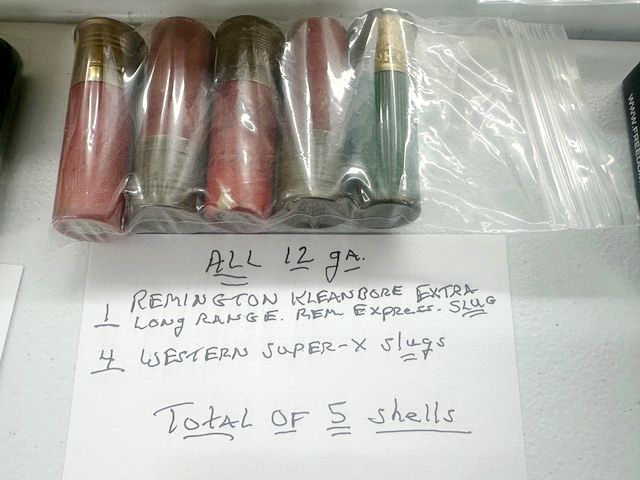 ALL 12 ga.
1 REMINGTON KLEANBORE EXTRA
LONG RANGE. REM EXPRESS. SLUG
4 WESTERN SUPER-X slugs
TOTAL OF 5 shells